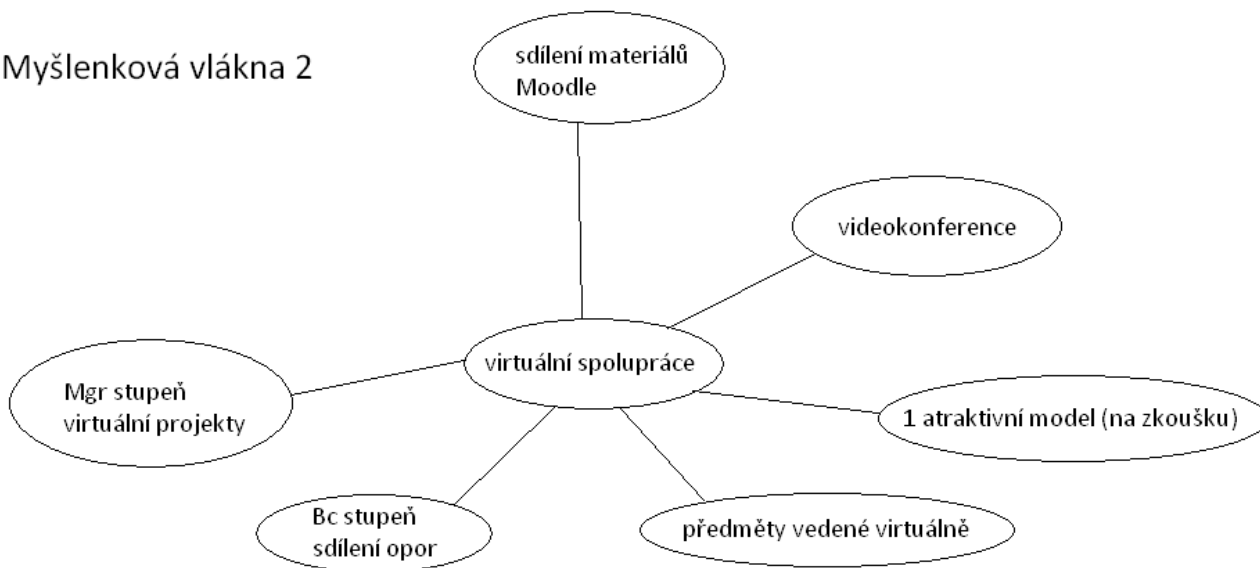 Myšlenková vlákna 2
sdílení materiálů
Moodle
videokonference
virtuální spolupráce
Mgr stupeň
virtuální projekty
1 atraktivní model (na zkoušku)
Bc stupeň
sdílení opor
předměty vedené virtuálně